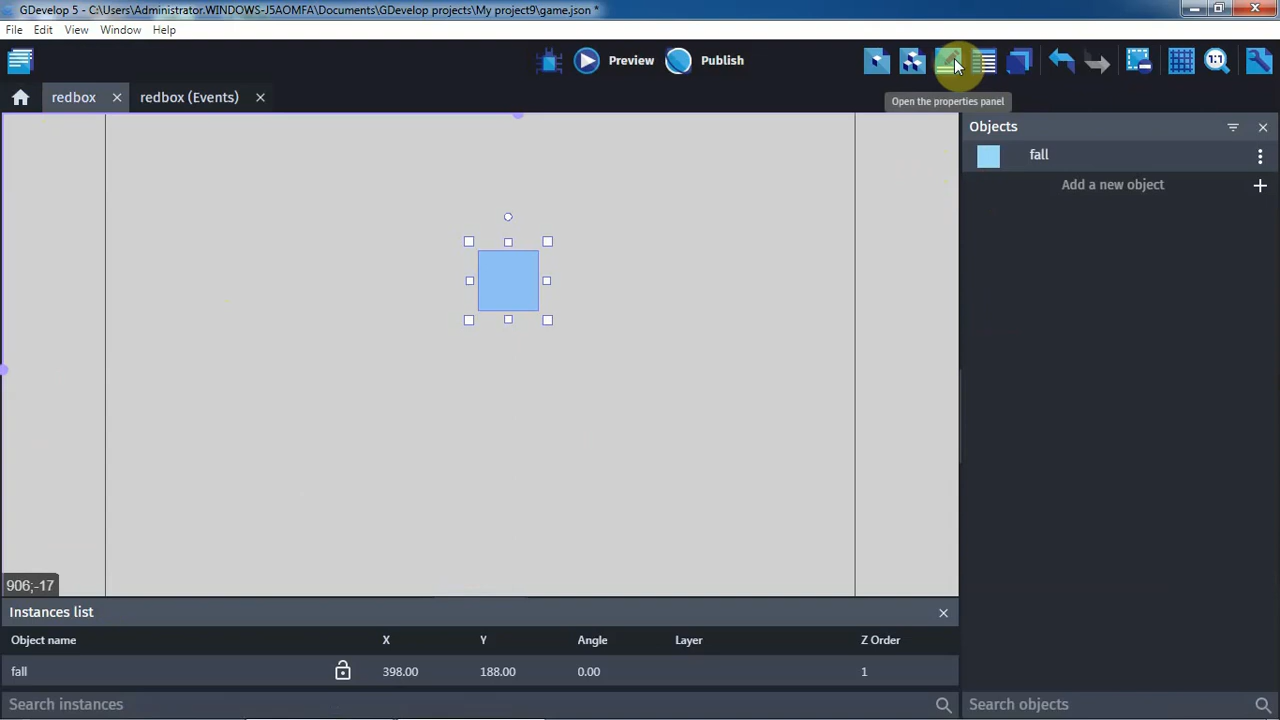 GDevelop 5 - C:\Users\Administrator.WINDOWS-J5AOMFA\Documents\GDevelop projects\My project9\game.json *
File Edit View Window Help
Preview Publish 1:1
redbox redbox (Events)
Open the properties panel
Objects
fall
Add a new object
906;-17
Instances list
Object name X Y Angle Layer Z Order
fall 398.00 188.00 0.00 1
Search instances
Search objects